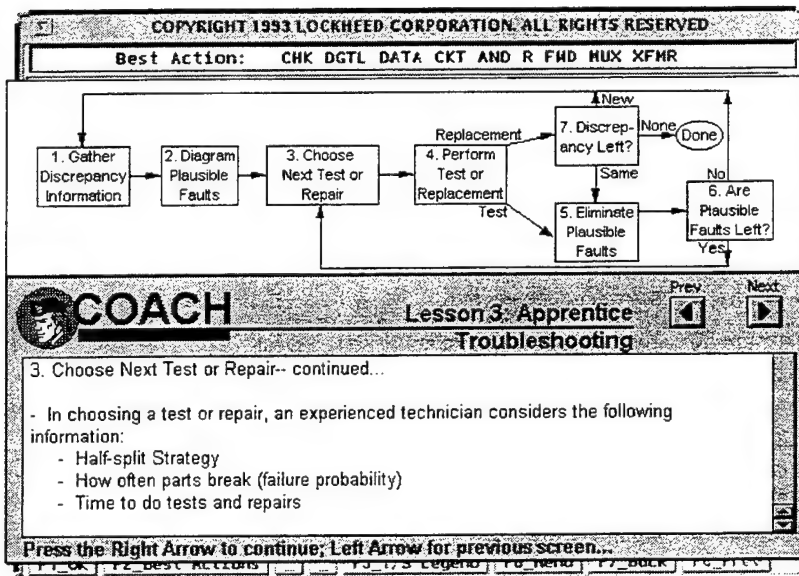 COPYRIGHT 1993 LOCKHEED CORPORATION. ALL RIGHTS RESERVED
Best Action: CHK DGTL DATA CKT AND R FWD MUX XFMR
1. Gather
Discrepancy
Information
2. Diagram
Plausible
Faults
3. Choose
Next Test or
Repair
4. Perform
Test or
Replacement
Replacement
Test
New
7. Discrep-
ancy Left?
None
Done
Same
5. Eliminate
Plausible
Faults
No
6. Are
Plausible
Faults Left?
Yes
COACH
Lesson 3: Apprentice
Troubleshooting
Prev
Next
3. Choose Next Test or Repair-- continued...
- In choosing a test or repair, an experienced technician considers the following
information:
- Half-split Strategy
- How often parts break (failure probability)
- Time to do tests and repairs
Press the Right Arrow to continue; Left Arrow for previous screen...